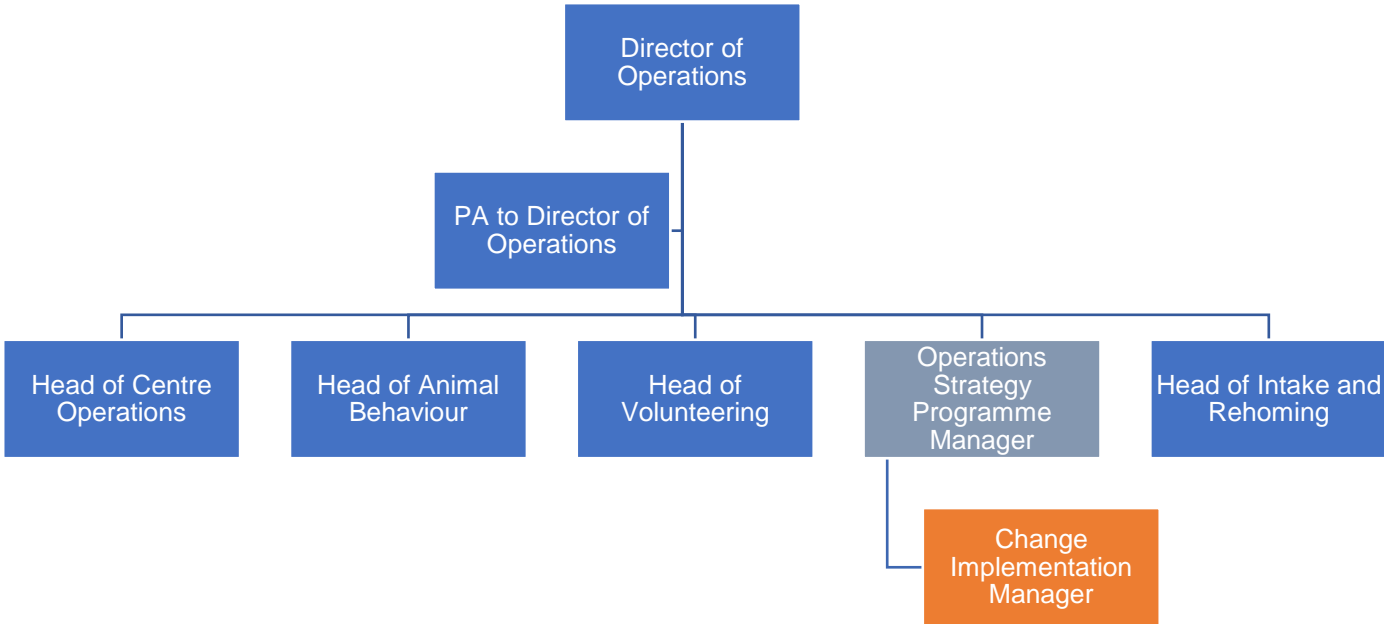 Director of
Operations
PA to Director of
Operations
Head of Centre
Operations
Head of Animal
Behaviour
Head of
Volunteering
Operations
Strategy
Programme
Manager
Head of Intake and
Rehoming
Change
Implementation
Manager